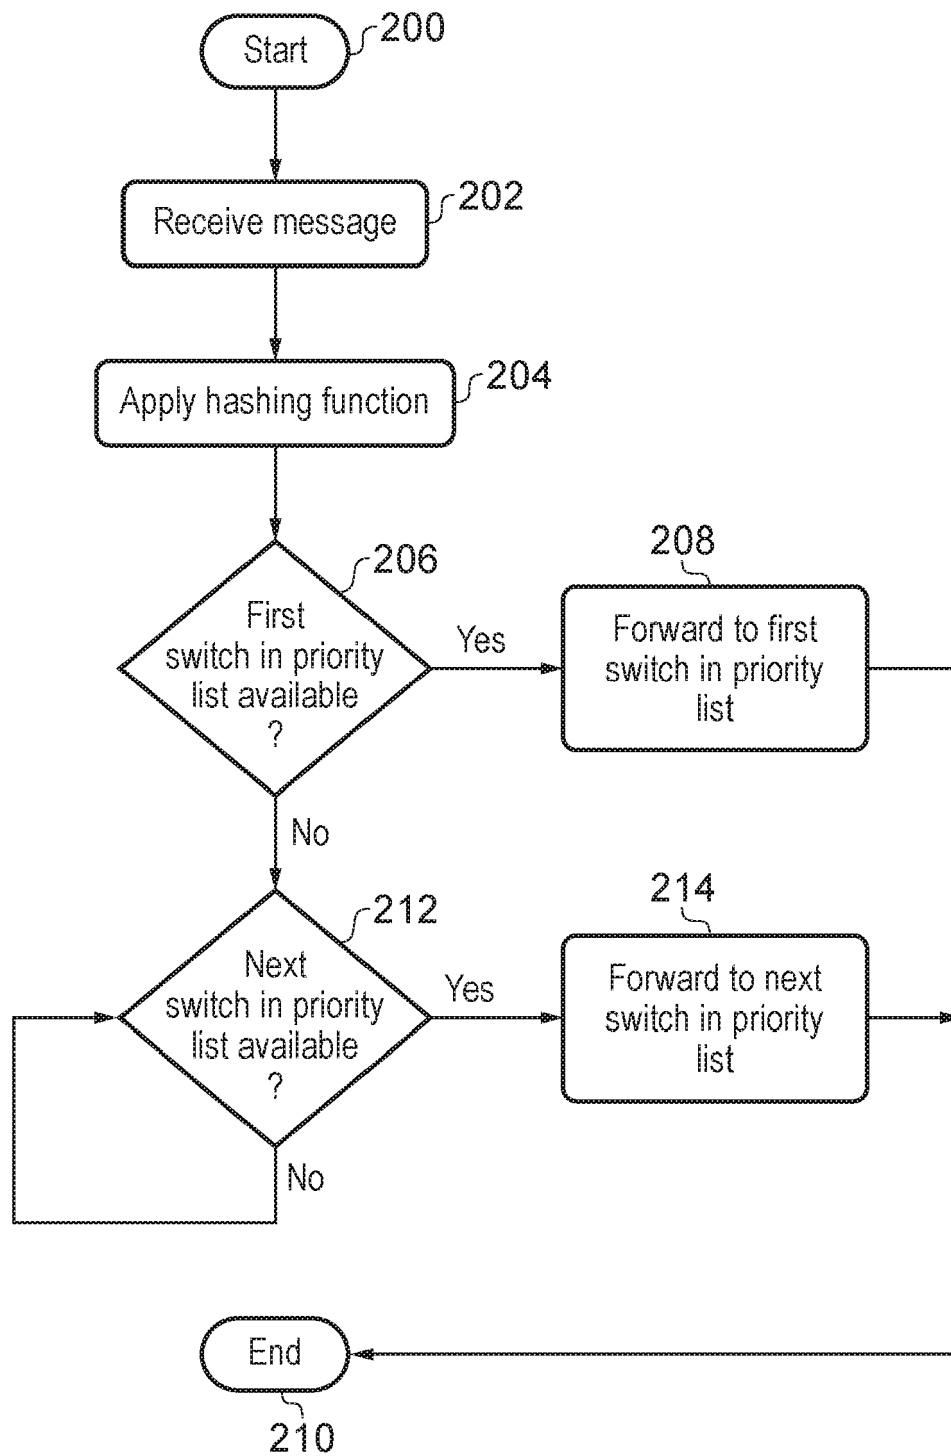 Start
200
Receive message
202
Apply hashing function
204
First
switch in priority
list available
?
206
Yes
Forward to first
switch in priority
list
208
No
Next
switch in priority
list available
?
212
Yes
Forward to next
switch in priority
list
214
No
End
210